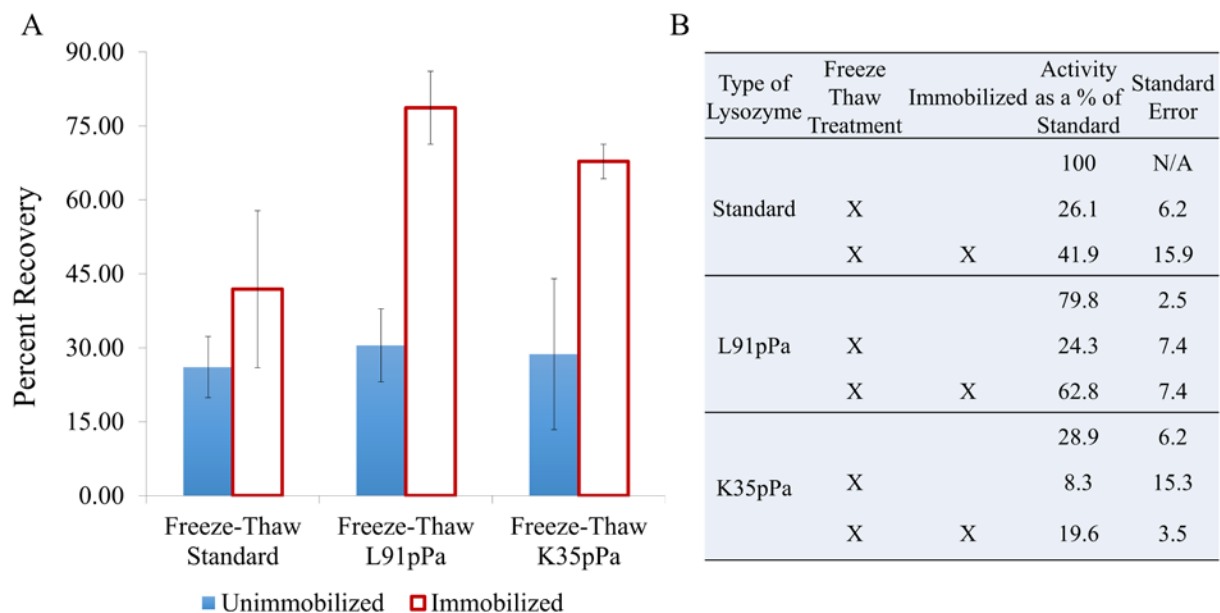 A
Percent Recovery
90.00
75.00
60.00
45.00
30.00
15.00
0.00
Freeze-Thaw Freeze-Thaw Freeze-Thaw
Standard L91pPa K35pPa
Unimmobilized Immobilized
B
Type of Lysozyme Freeze Thaw Treatment Immobilized Activity as a % of Standard Standard Error
100 N/A
Standard X 26.1 6.2
X X 41.9 15.9
79.8 2.5
L91pPa X 24.3 7.4
X X 62.8 7.4
28.9 6.2
K35pPa X 8.3 15.3
X X 19.6 3.5